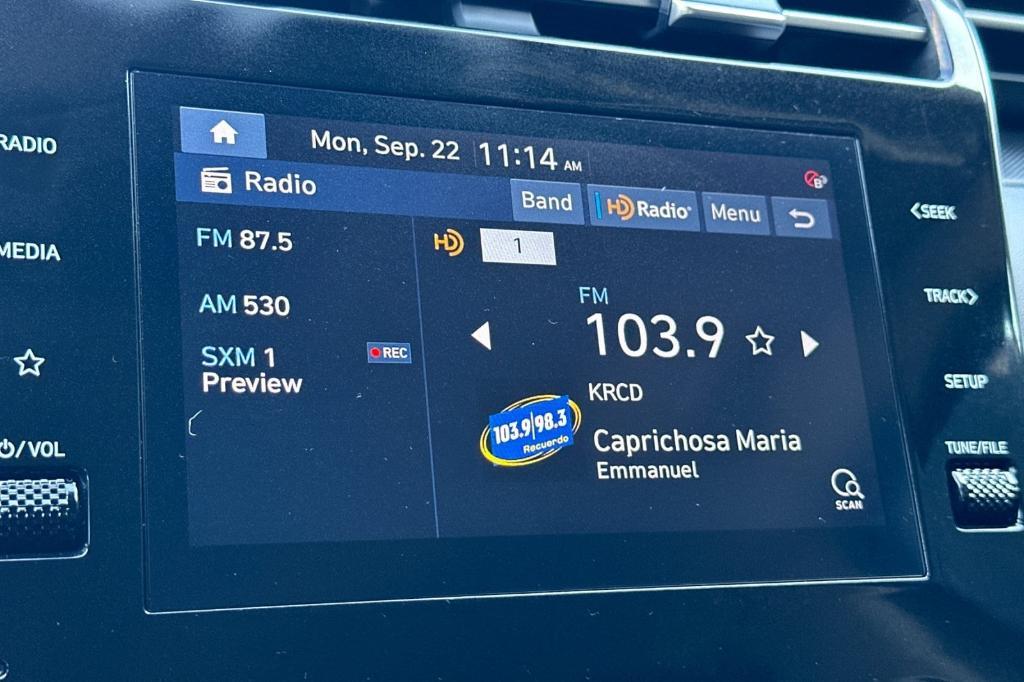 RADIO
MEDIA
/ VOL
Mon, Sep. 22 11:14 AM
Radio
Band
HD Radio
Menu
FM 87.5
AM 530
SXM 1
Preview
REC
HD 1
FM
103.9
KRCD
103.9|98.3
Recuerdo
Caprichosa Maria
Emmanuel
SCAN
<SEEK
TRACK>
SETUP
TUNE/FILE